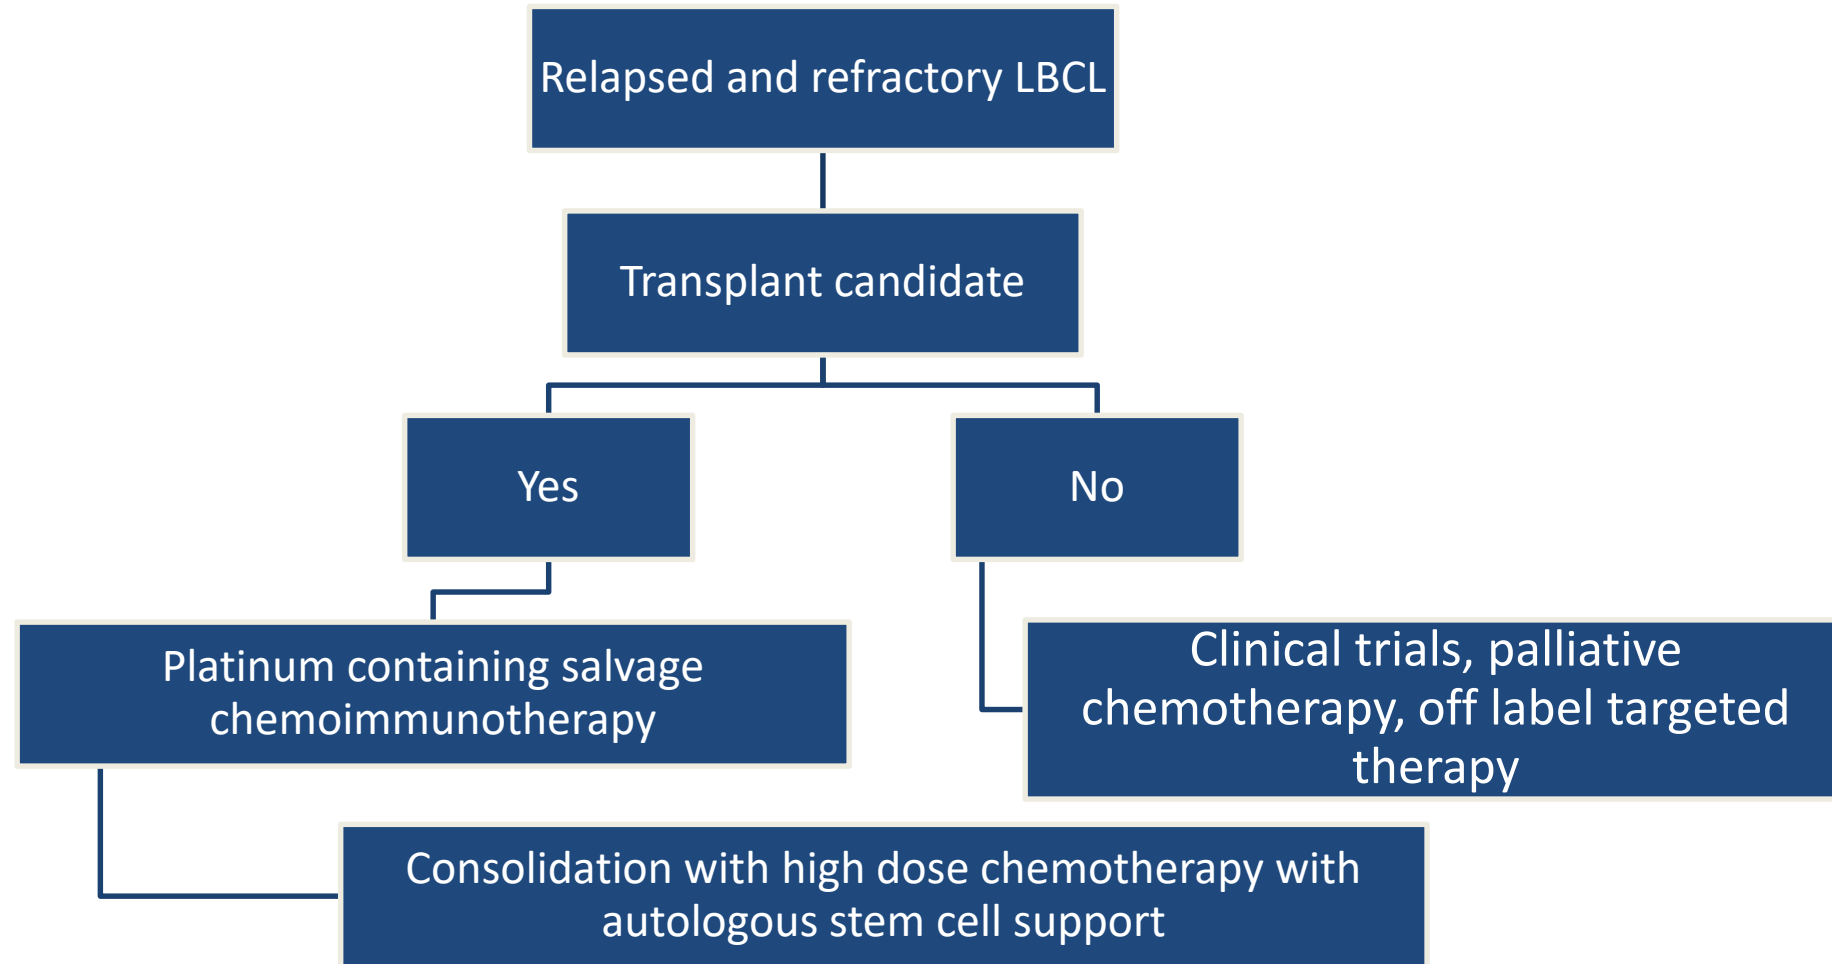 Relapsed and refractory LBCL
Transplant candidate
Yes
No
Platinum containing salvage
chemoimmunotherapy
Clinical trials, palliative
chemotherapy, off label targeted
therapy
Consolidation with high dose chemotherapy with
autologous stem cell support